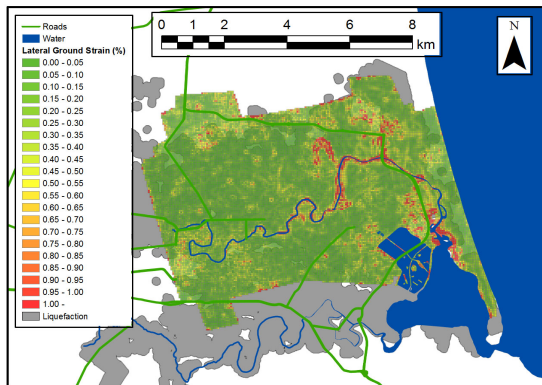 Roads
Water
Lateral Ground Strain (%)
0.00 - 0.05
0.05 - 0.10
0.10 - 0.15
0.15 - 0.20
0.20 - 0.25
0.25 - 0.30
0.30 - 0.35
0.35 - 0.40
0.40 - 0.45
0.45 - 0.50
0.50 - 0.55
0.55 - 0.60
0.60 - 0.65
0.65 - 0.70
0.70 - 0.75
0.75 - 0.80
0.80 - 0.85
0.85 - 0.90
0.90 - 0.95
0.95 - 1.00
1.00 -
Liquefaction
0 1 2 4 6 8
km
N